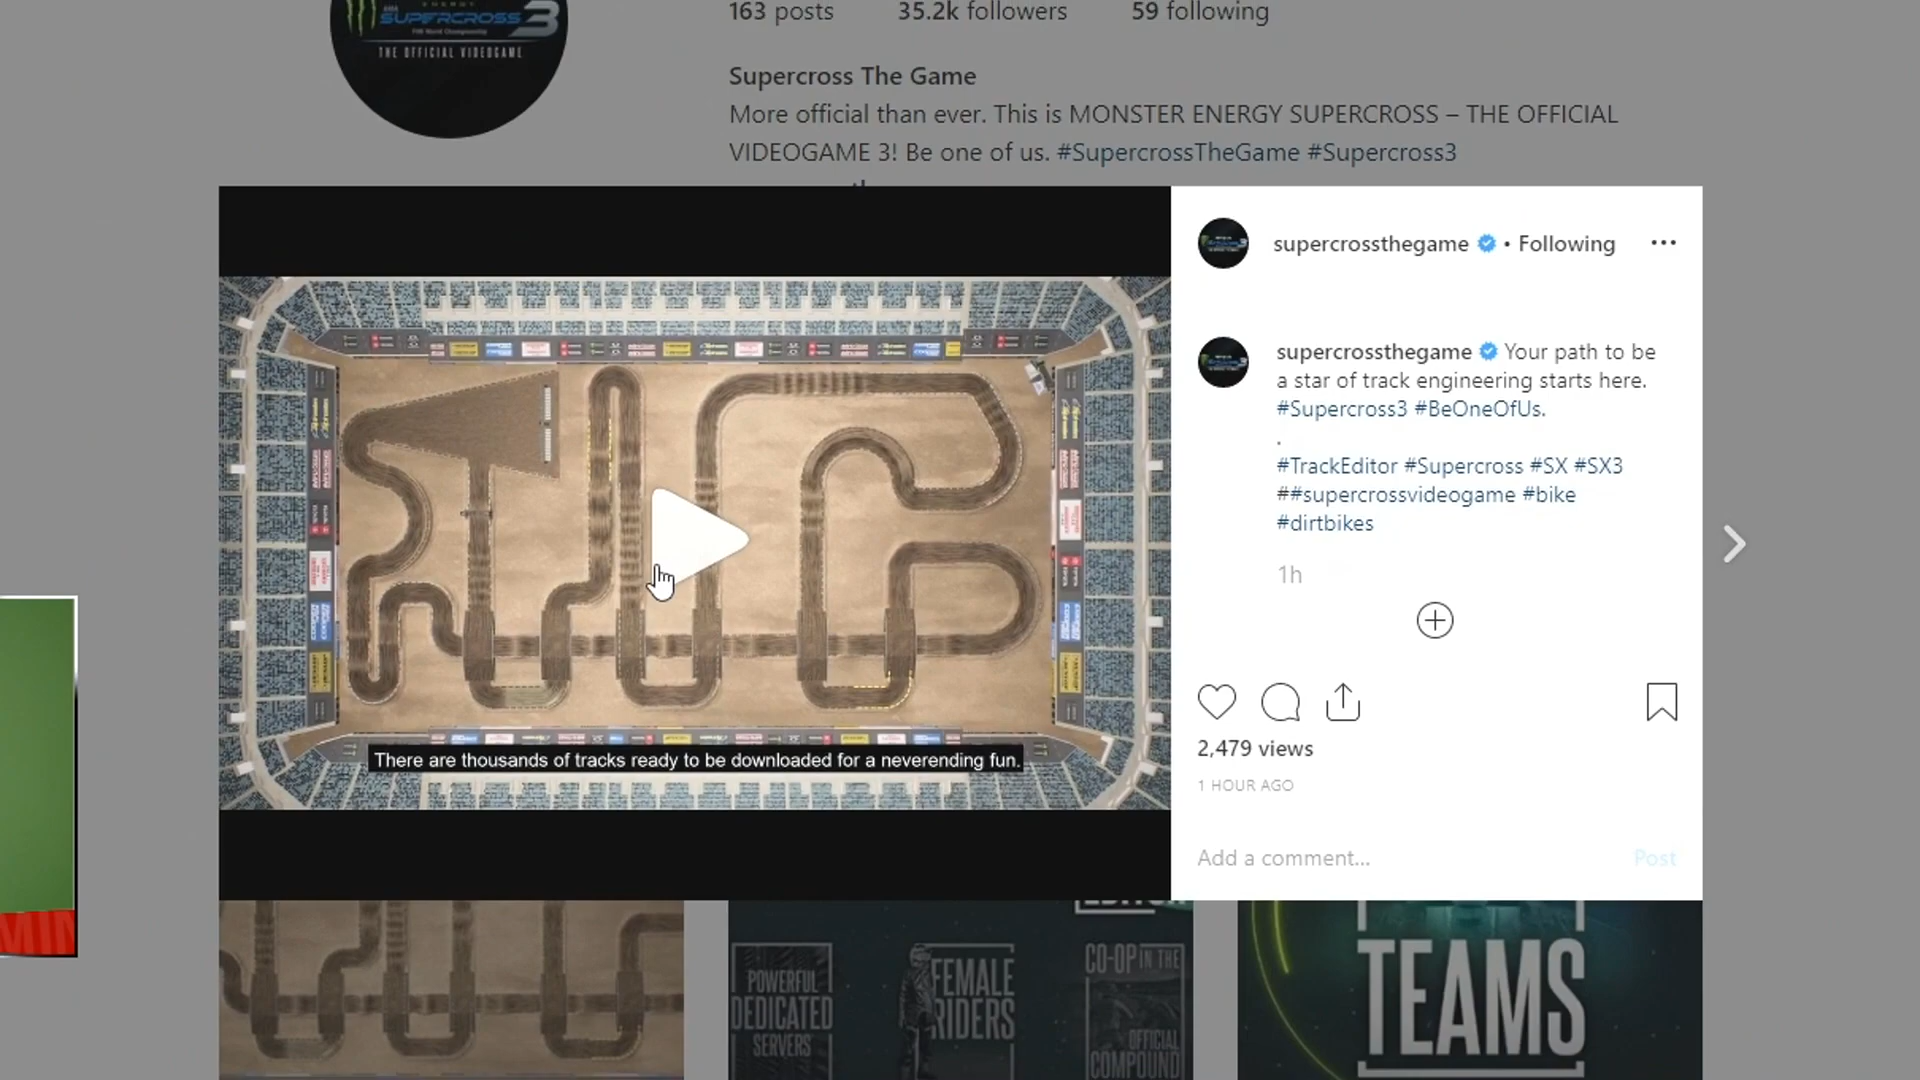 ENERGY
SUPERCROSS 3
THE OFFICIAL VIDEOGAME
163 posts 35.2k followers 59 following
Supercross The Game
More official than ever. This is MONSTER ENERGY SUPERCROSS – THE OFFICIAL
VIDEOGAME 3! Be one of us. #SupercrossTheGame #Supercross3
supercrossthegame • Following •••
supercrossthegame Your path to be
a star of track engineering starts here.
#Supercross3 #BeOneOfUs.
.
#TrackEditor #Supercross #SX #SX3
##supercrossvideogame #bike
#dirtbikes
1h
There are thousands of tracks ready to be downloaded for a neverending fun.
2,479 views
1 HOUR AGO
Add a comment... Post
POWERFUL
DEDICATED
SERVERS
FEMALE
RIDERS
CO-OP IN THE
OFFICIAL
COMPOUND
TEAMS